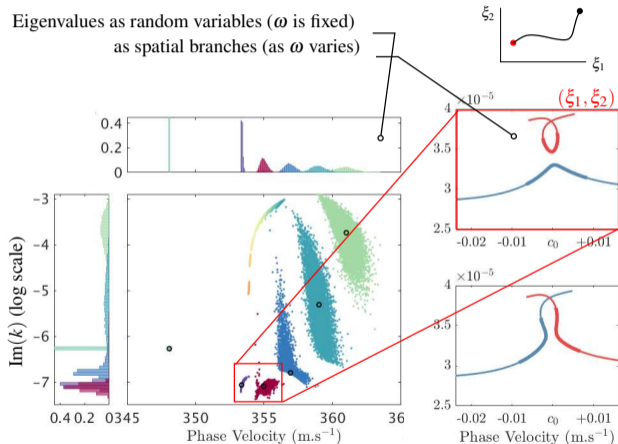 Eigenvalues as random variables (ω is fixed)
as spatial branches (as ω varies)
ξ2
ξ1
(ξ1, ξ2)
0.4
0.2
0
×10⁻⁵
4
3.5
3
2.5
-0.02 -0.01 c0 +0.01
-3
-4
-5
-6
-7
Im(k) (log scale)
0.4 0.2 0
345 350 355 360 36
Phase Velocity (m.s⁻¹)
×10⁻⁵
4
3.5
3
2.5
-0.02 -0.01 c0 +0.01
Phase Velocity (m.s⁻¹)